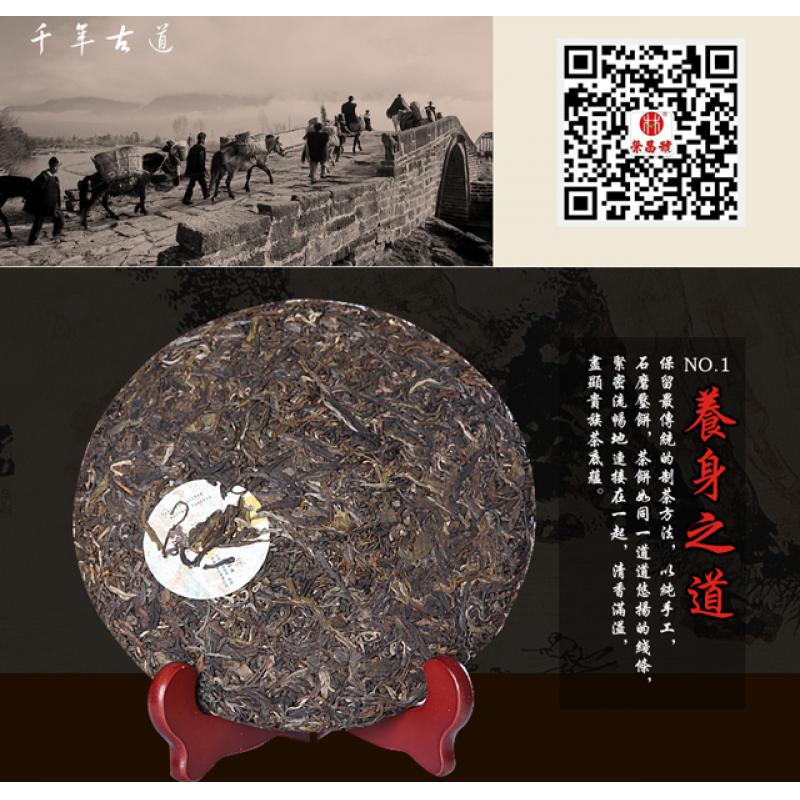 千年古道
榮昌號
NO.1
養身之道
保留最傳統的制茶方法，以純手工，
石磨壓餅，茶餅如同一道道悠揚的綫條，
緊密流暢地連接在一起，清香滿溢，
盡顯貴族茶底蘊。